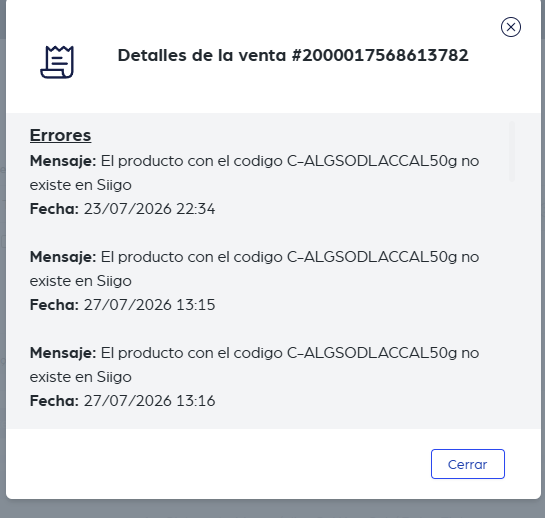 Detalles de la venta #2000017568613782
Errores
Mensaje: El producto con el codigo C-ALGSODLACCAL50g no
existe en Siigo
Fecha: 23/07/2026 22:34
Mensaje: El producto con el codigo C-ALGSODLACCAL50g no
existe en Siigo
Fecha: 27/07/2026 13:15
Mensaje: El producto con el codigo C-ALGSODLACCAL50g no
existe en Siigo
Fecha: 27/07/2026 13:16
Cerrar